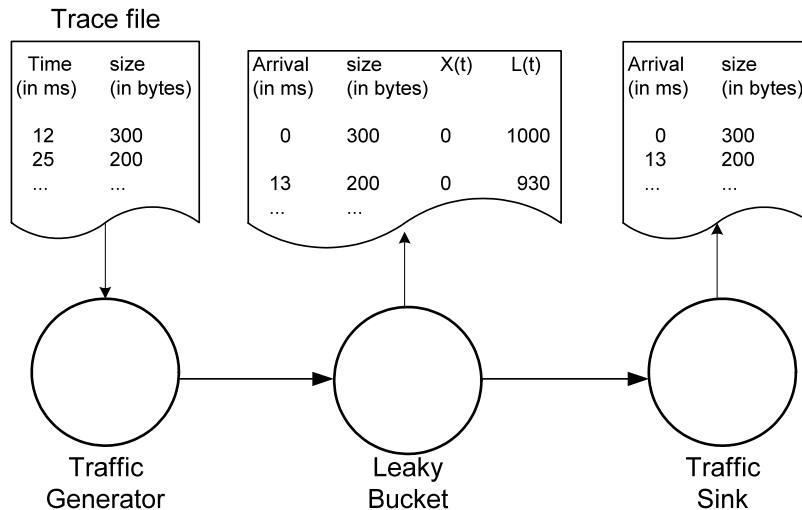 Trace file
Time size
(in ms) (in bytes)
12 300
25 200
... ...
Arrival size X(t) L(t)
(in ms) (in bytes)
0 300 0 1000
13 200 0 930
... ...
Arrival size
(in ms) (in bytes)
0 300
13 200
... ...
Traffic
Generator
Leaky
Bucket
Traffic
Sink